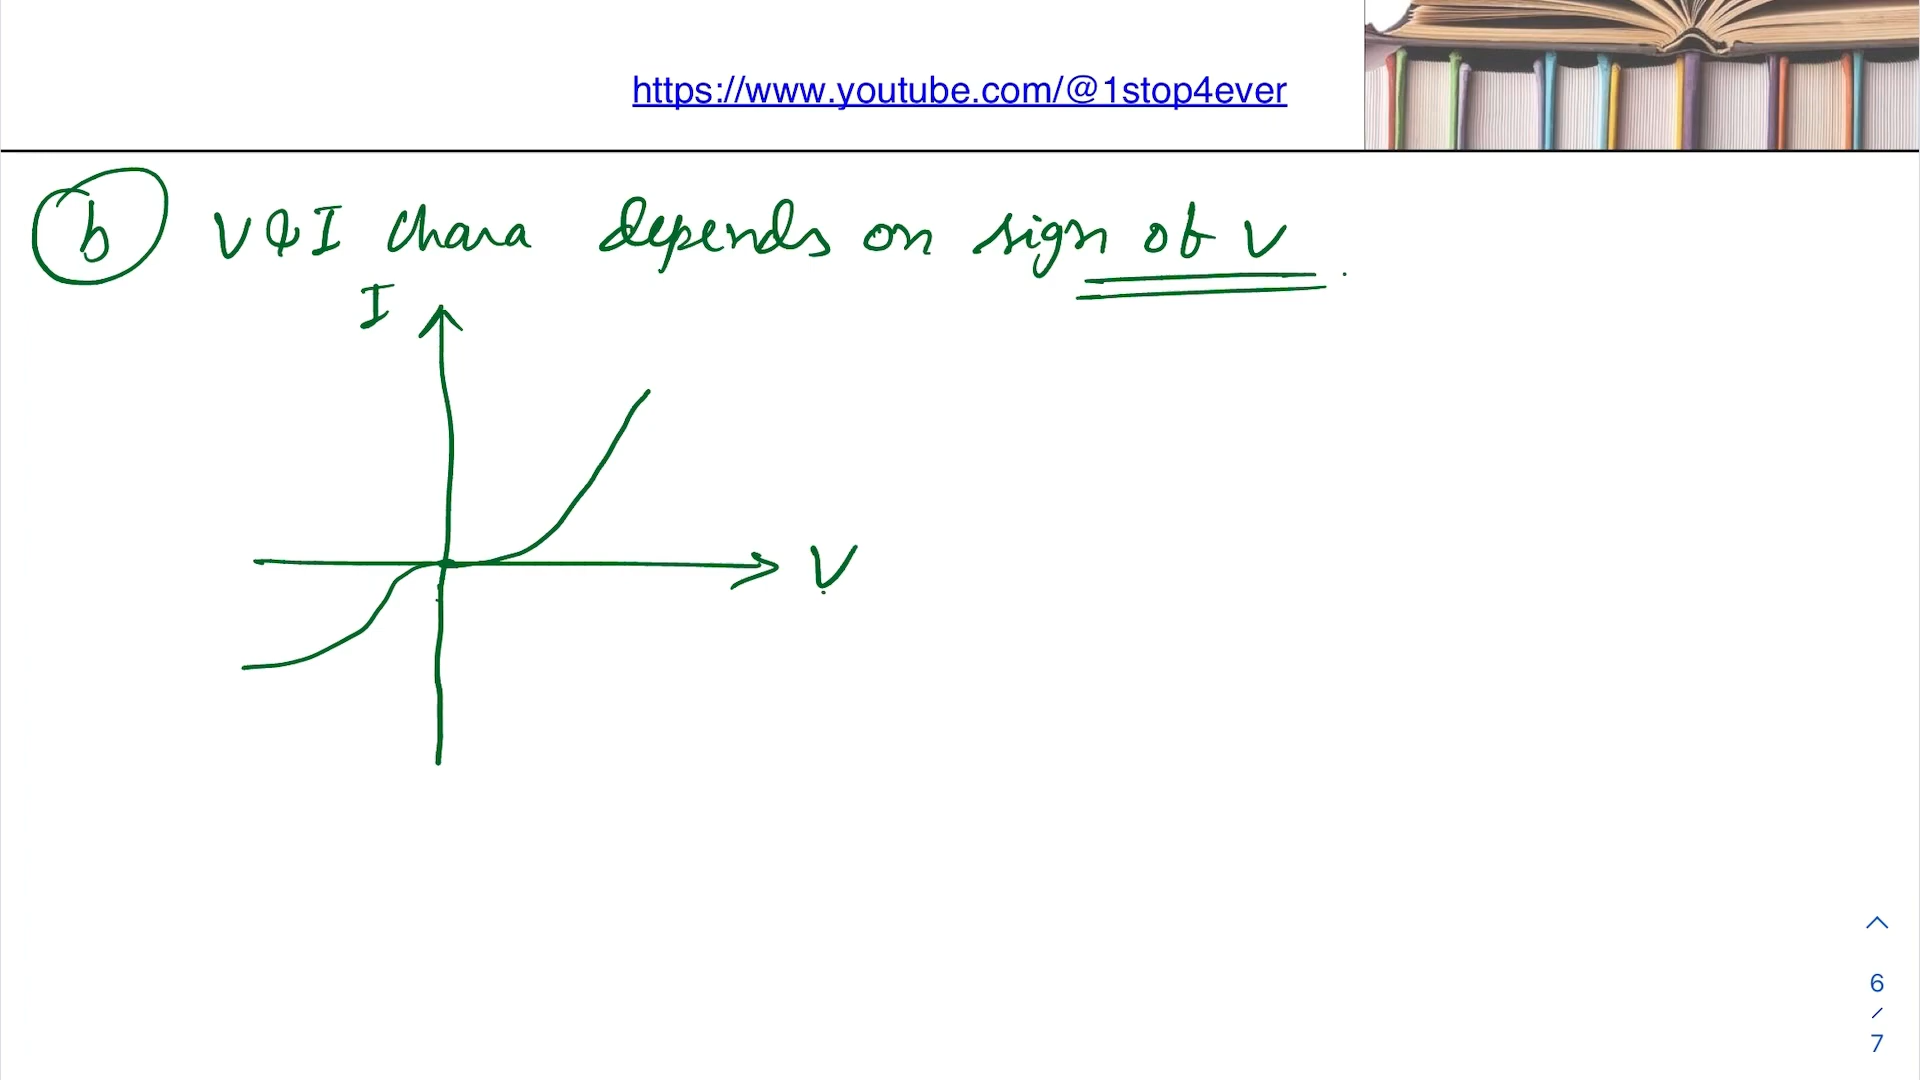 https://www.youtube.com/@1stop4ever
b V & I Chara depends on sign of V.
I
V
6
/
7